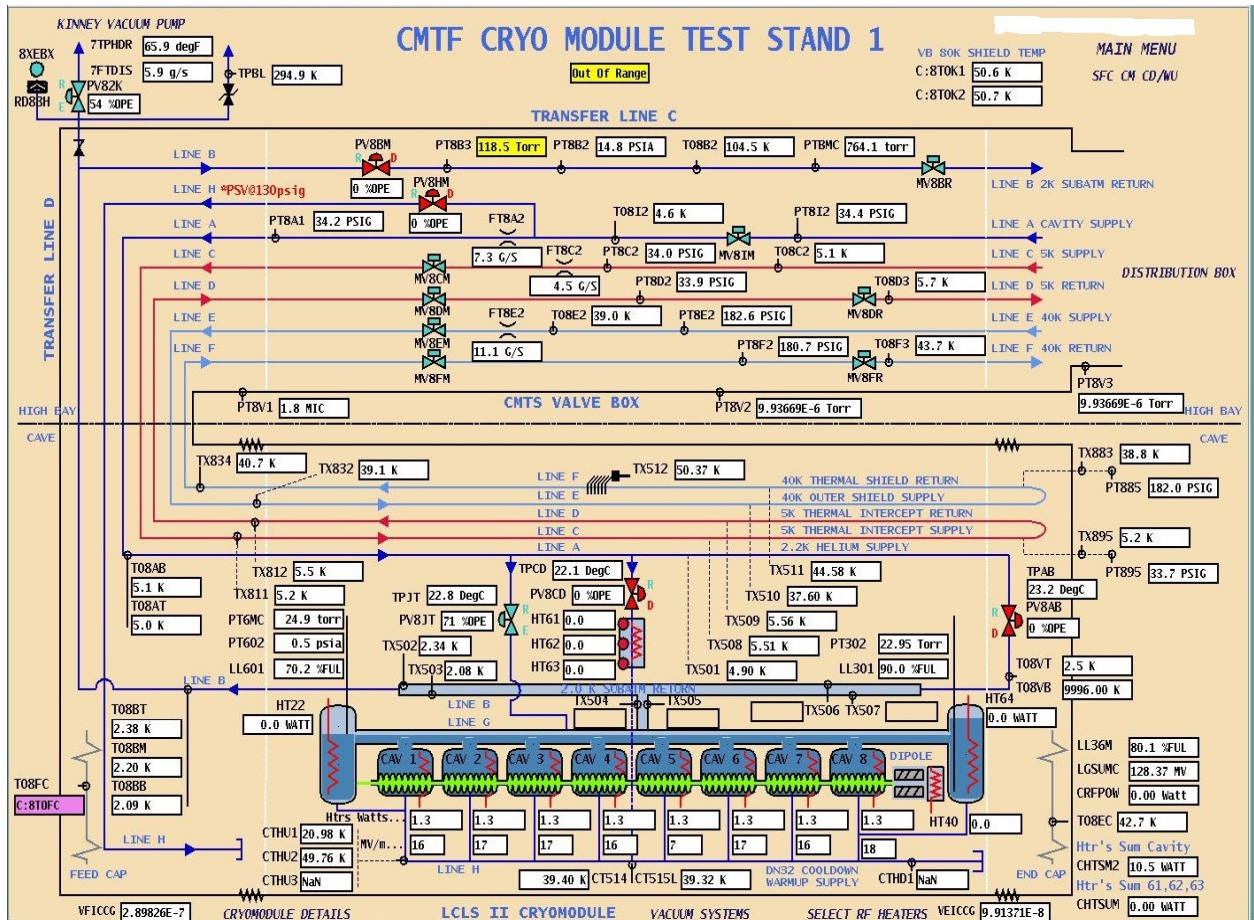 KINNEY VACUUM PUMP
CMTF CRYO MODULE TEST STAND 1
8XEBX
7TPHDR 65.9 degF
7FTDIS 5.9 g/s
TPBL 294.9 K
PV82K
R
E
54 %OPE
RD88H
Out Of Range
VB 80K SHIELD TEMP
C:8TOK1 50.6 K
C:8TOK2 50.7 K
MAIN MENU
SFC CM CD/WU
TRANSFER LINE C
TRANSFER LINE D
LINE B
PV8BM
R D
0 %OPE
PT8B3 118.5 Torr
PT8B2 14.8 PSIA
TO8B2 104.5 K
PTBMC 764.1 torr
MV8BR
LINE B 2K SUBATM RETURN
LINE H *PSV@130psig
PV8HM
R D
0 %OPE
LINE A
PT8A1 34.2 PSIG
FT8A2
7.3 G/S
TO8I2 4.6 K
MV8IM
PT8I2 34.4 PSIG
LINE A CAVITY SUPPLY
LINE C
MV8CM
FT8C2
4.5 G/S
PT8C2 34.0 PSIG
TO8C2 5.1 K
LINE C 5K SUPPLY
DISTRIBUTION BOX
LINE D
MV8DM
PT8D2 33.9 PSIG
MV8DR
TO8D3 5.7 K
LINE D 5K RETURN
LINE E
MV8EM
FT8E2
11.1 G/S
TO8E2 39.0 K
PT8E2 182.6 PSIG
LINE E 40K SUPPLY
LINE F
MV8FM
PT8F2 180.7 PSIG
MV8FR
TO8F3 43.7 K
LINE F 40K RETURN
PT8V1 1.8 MIC
CMTS VALVE BOX
PT8V2 9.93669E-6 Torr
PT8V3
9.93669E-6 Torr
HIGH BAY
HIGH BAY
CAVE
CAVE
TX834 40.7 K
TX832 39.1 K
LINE F
TX512 50.37 K
40K THERMAL SHIELD RETURN
LINE E
40K OUTER SHIELD SUPPLY
LINE D
5K THERMAL INTERCEPT RETURN
LINE C
5K THERMAL INTERCEPT SUPPLY
LINE A
2.2K HELIUM SUPPLY
TX883 38.8 K
PT885 182.0 PSIG
TX895 5.2 K
PT895 33.7 PSIG
TO8AB
5.1 K
TO8AT
5.0 K
TX812 5.5 K
TX811 5.2 K
PT6MC 24.9 torr
PT602 0.5 psia
LL601 70.2 %FUL
TPCD 22.1 DegC
PV8CD 0 %OPE
R
D
TPJT 22.8 DegC
PV8JT 71 %OPE
R
E
HT61 0.0
HT62 0.0
HT63 0.0
TX502 2.34 K
TX503 2.08 K
TX511 44.58 K
TX510 37.60 K
TX509 5.56 K
TX508 5.51 K
TX501 4.90 K
PT302 22.95 Torr
LL301 90.0 %FUL
TPAB
23.2 DegC
PV8AB
R
D
0 %OPE
TO8VT 2.5 K
TO8VB 9996.00 K
LINE B
2.0 K SUBATM RETURN
LINE B
TX504
TX505
TX506
TX507
LINE G
HT22
0.0 WATT
HT64
0.0 WATT
TO8BT
2.38 K
TO8BM
2.20 K
TO8BB
2.09 K
TO8FC
C:8TOFC
CAV 1 CAV 2 CAV 3 CAV 4 CAV 5 CAV 6 CAV 7 CAV 8
DIPOLE
HT40 0.0
LL36M 80.1 %FUL
LGSUMC 128.37 MV
CRFPOW 0.00 Watt
TO8EC 42.7 K
Htr's Sum Cavity
CHTSM2 10.5 WATT
Htr's Sum 61,62,63
CHTSUM 0.00 WATT
Htrs Watts... 1.3 1.3 1.3 1.3 1.3 1.3 1.3 1.3
MV/m... 16 17 17 16 7 17 16 18
CTHU1 20.98 K
CTHU2 49.76 K
CTHU3 NaN
LINE H
LINE H
39.40 K CT514
CT515L 39.32 K
DN32 COOLDOWN
WARMUP SUPPLY
CTHD1 NaN
FEED CAP
END CAP
VFICCG 2.89826E-7
CRYOMODULE DETAILS
LCLS II CRYOMODULE
VACUUM SYSTEMS
SELECT RF HEATERS
VEICCG 9.91371E-8